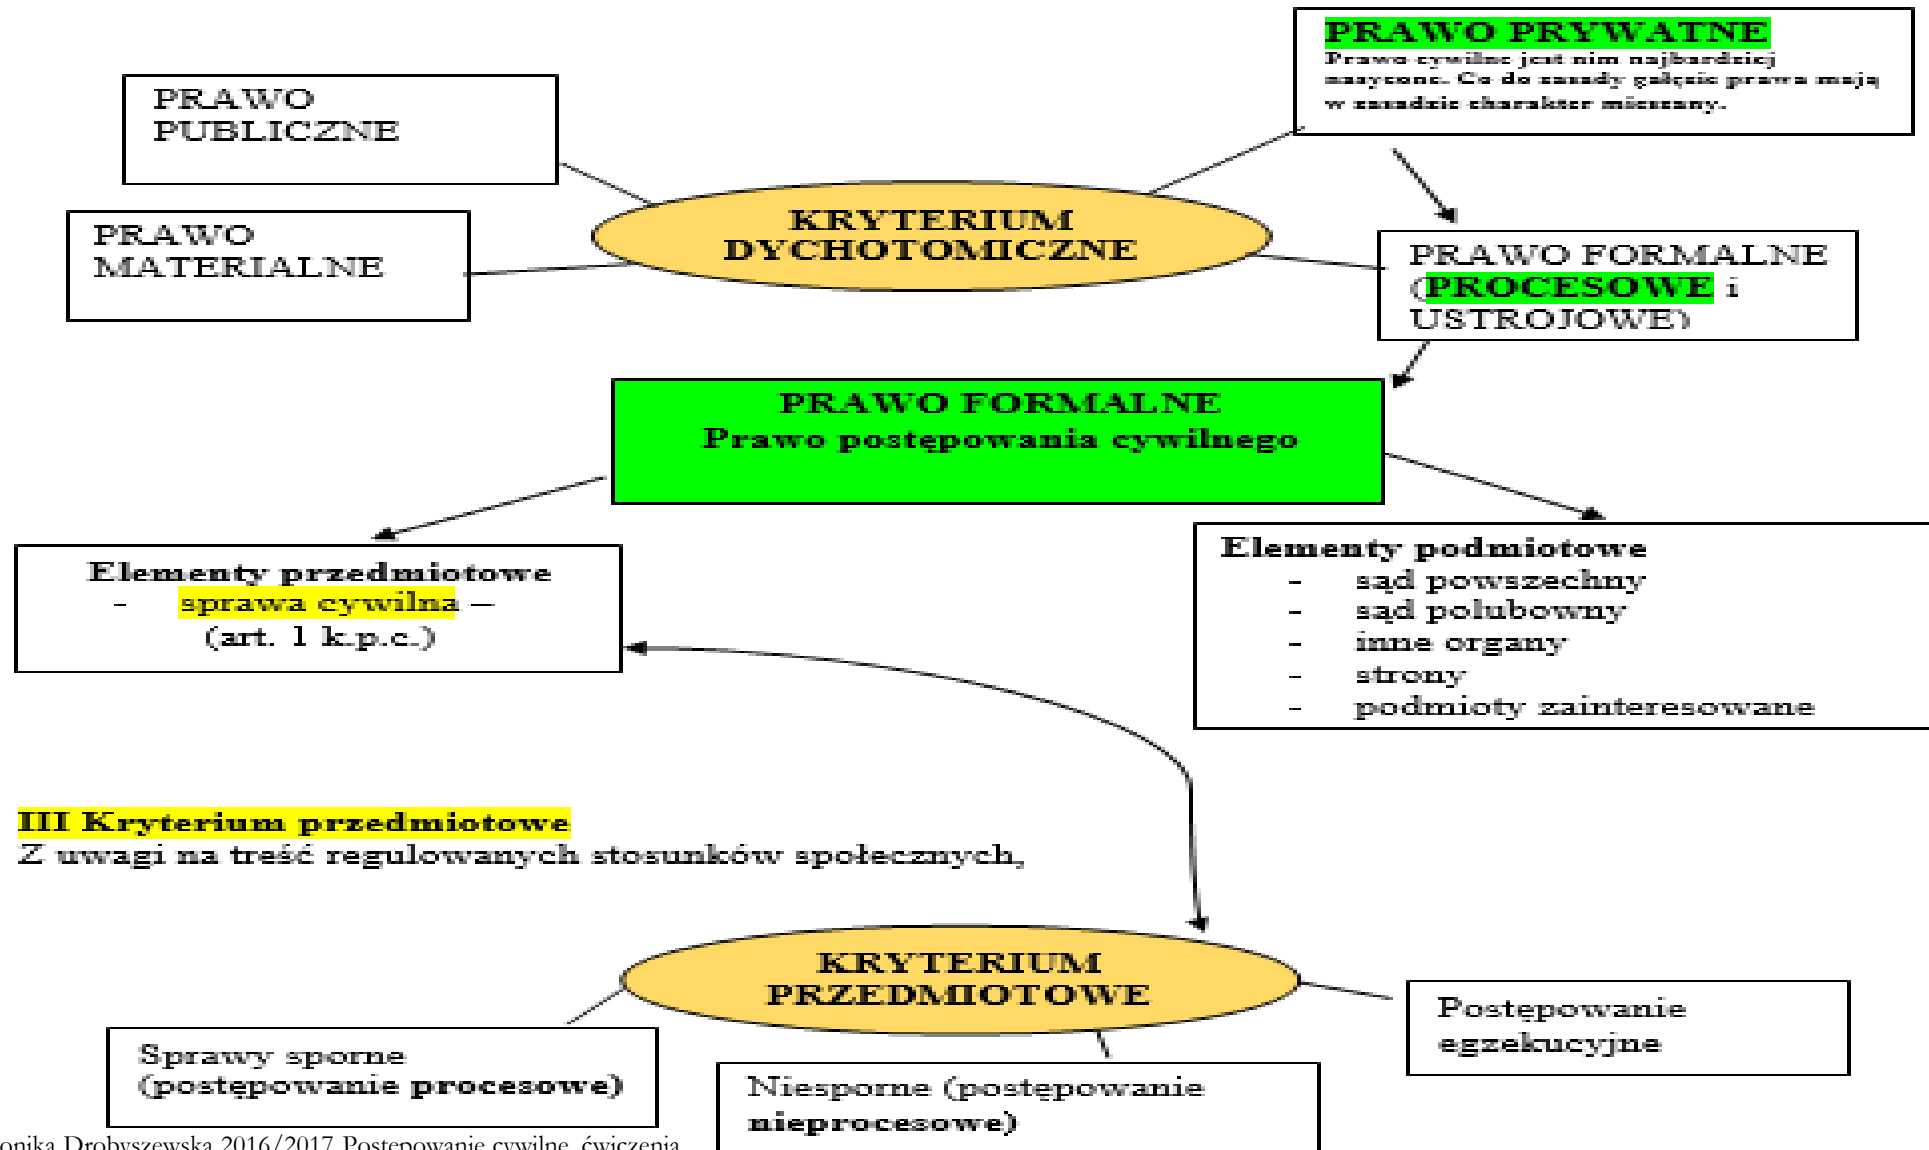 PRAWO PRYWATNE
Prawo cywilne jest nim najbardziej
nasycone. Co do zasady gałęzie prawa mają
w zasadzie charakter mieszany.
PRAWO
PUBLICZNE
KRYTERIUM
DYCHOTOMICZNE
PRAWO
MATERIALNE
PRAWO FORMALNE
(PROCESOWE i
USTROJOWE)
PRAWO FORMALNE
Prawo postępowania cywilnego
Elementy przedmiotowe
- sprawa cywilna –
(art. 1 k.p.c.)
Elementy podmiotowe
- sąd powszechny
- sąd polubowny
- inne organy
- strony
- podmioty zainteresowane
III Kryterium przedmiotowe
Z uwagi na treść regulowanych stosunków społecznych,
KRYTERIUM
PRZEDMIOTOWE
Sprawy sporne
(postępowanie procesowe)
Niesporne (postępowanie
nieprocesowe)
Postępowanie
egzekucyjne
onika Drobyszewska 2016/2017 Postępowanie cywilne, ćwiczenia